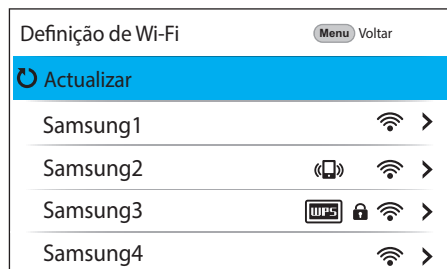 Definição de Wi-Fi Menu Voltar
Actualizar
Samsung1
Samsung2
Samsung3 WPS
Samsung4